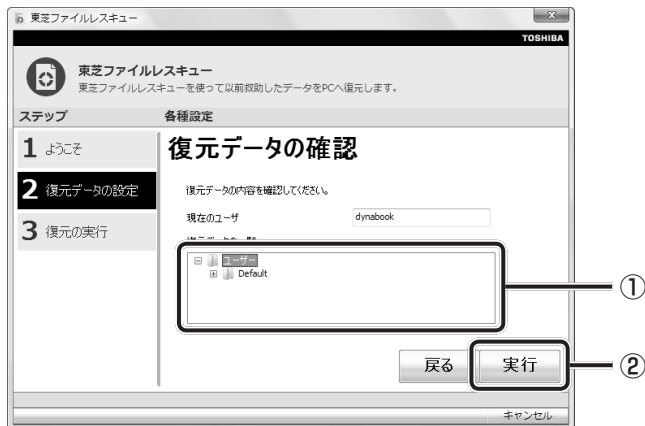 東芝ファイルレスキュー
TOSHIBA
東芝ファイルレスキュー
東芝ファイルレスキューを使って以前救助したデータをPCへ復元します。
ステップ 各種設定
1 ようこそ
2 復元データの設定
3 復元の実行
復元データの確認
復元データの内容を確認してください。
現在のユーザ dynabook
ユーザー
Default
①
戻る 実行 ②
キャンセル